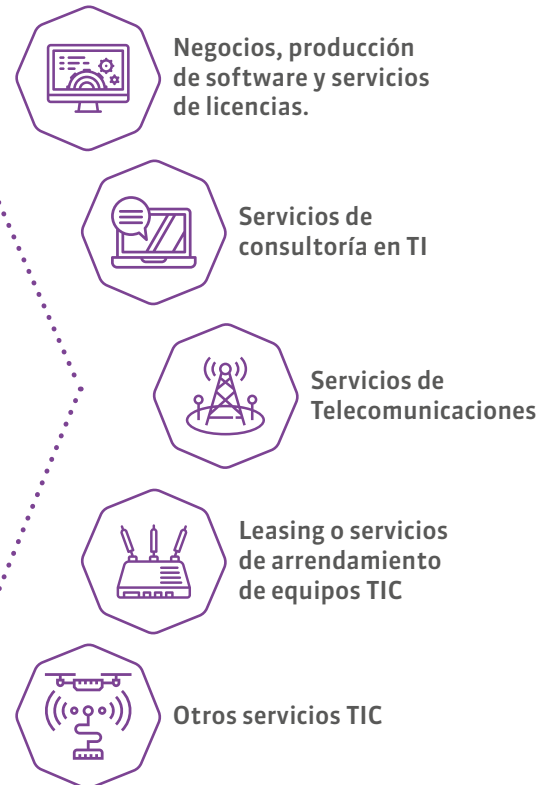 Negocios, producción
de software y servicios
de licencias.
Servicios de
consultoría en TI
Servicios de
Telecomunicaciones
Leasing o servicios
de arrendamiento
de equipos TIC
Otros servicios TIC